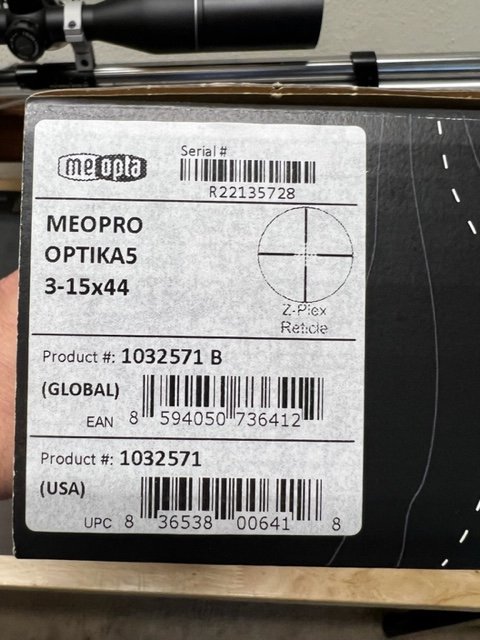 meopta
Serial #
R22135728
MEOPRO
OPTIKA5
3-15x44
Z-Plex
Reticle
Product #: 1032571 B
(GLOBAL)
EAN 8 594050 736412
Product #: 1032571
(USA)
UPC 8 36538 00641 8